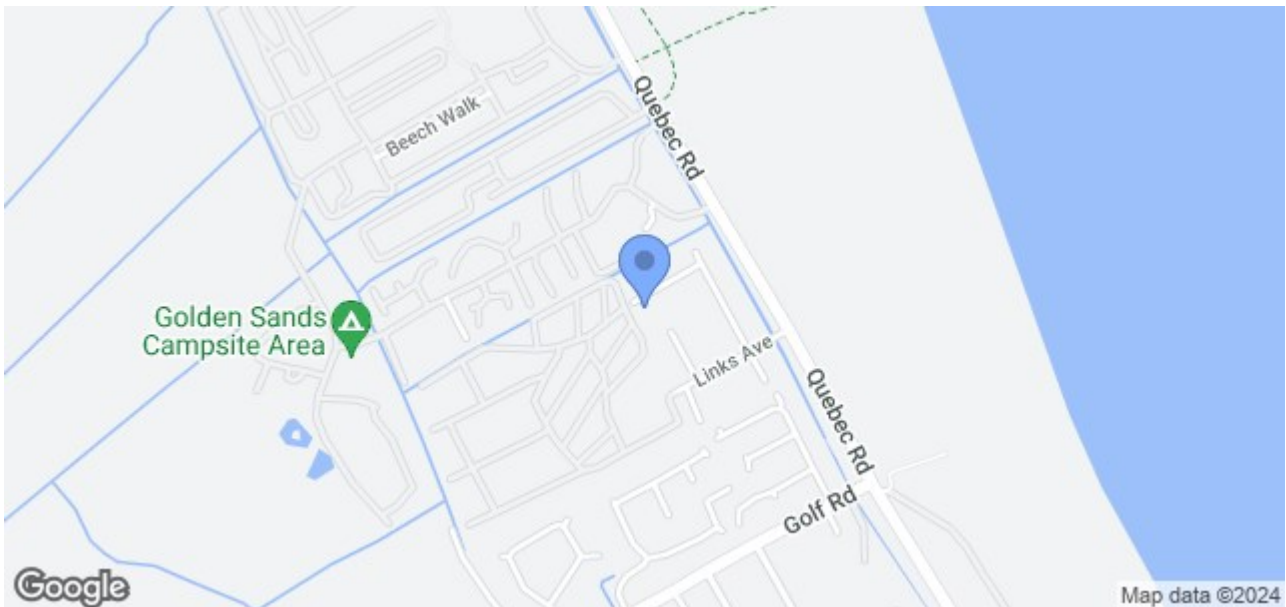 Quebec Rd
Beech Walk
Golden Sands
Campsite Area
Links Ave
Quebec Rd
Golf Rd
Google
Map data ©2024